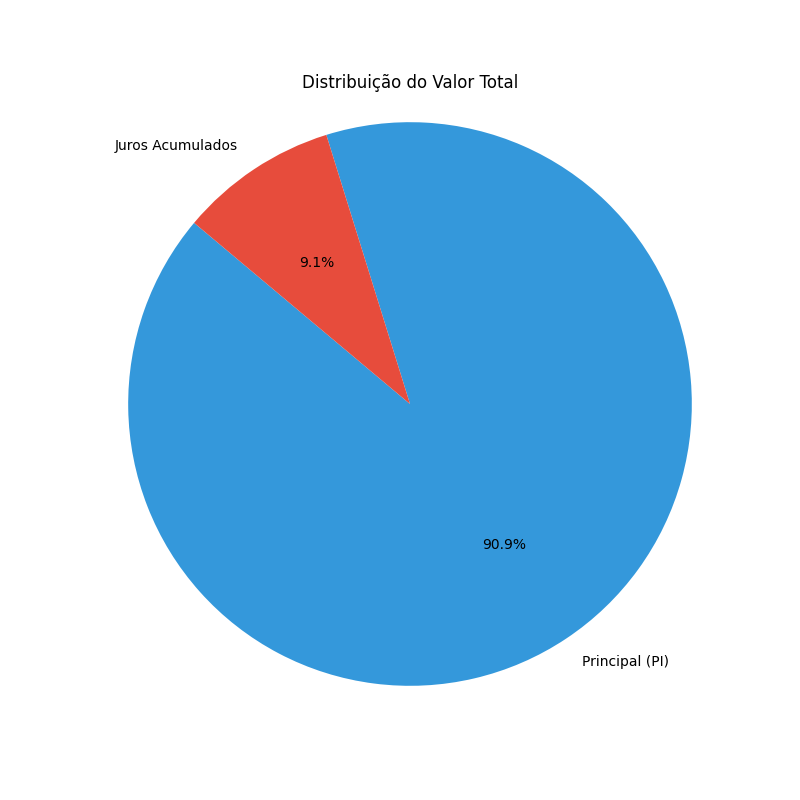 Distribuição do Valor Total
Juros Acumulados
9.1%
90.9%
Principal (PI)